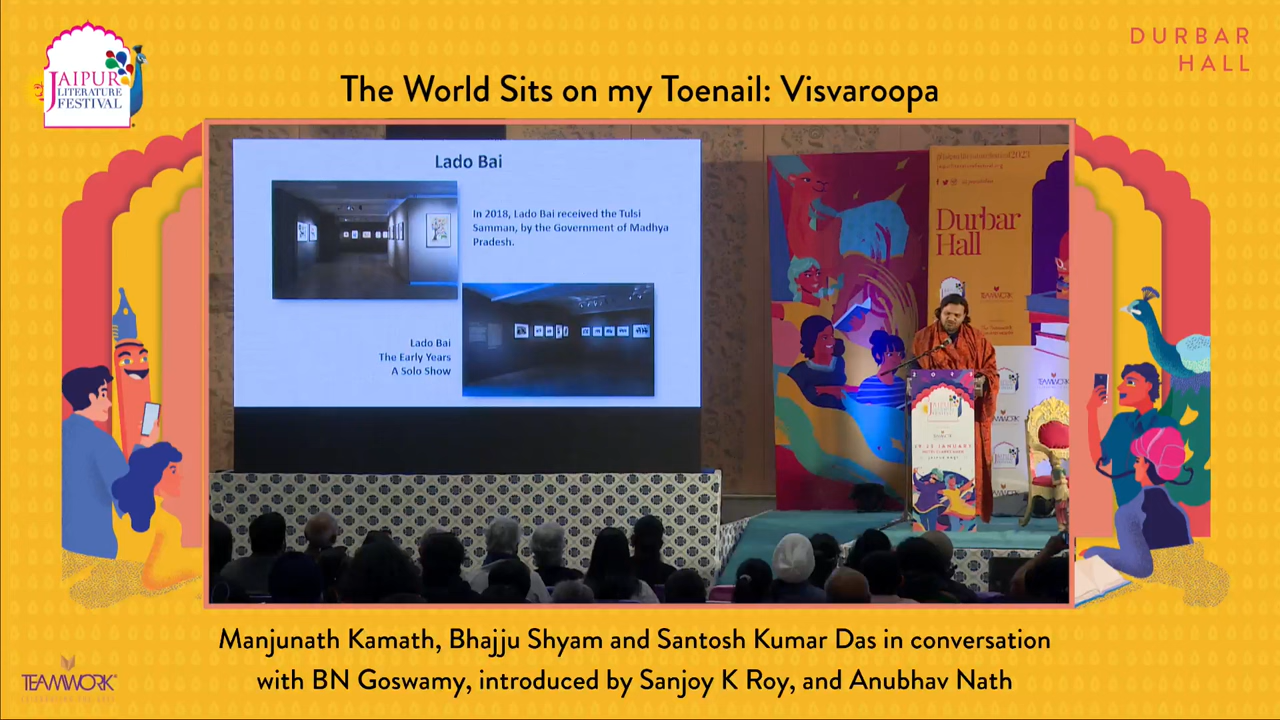 JAIPUR
LITERATURE
FESTIVAL
DURBAR
HALL
The World Sits on my Toenail: Visvaroopa
Lado Bai
In 2018, Lado Bai received the Tulsi
Samman, by the Government of Madhya
Pradesh.
Lado Bai
The Early Years
A Solo Show
Durbar
Hall
TEAMWORK
TEAMWORK
JAIPUR
Manjunath Kamath, Bhajju Shyam and Santosh Kumar Das in conversation
with BN Goswamy, introduced by Sanjoy K Roy, and Anubhav Nath
TEAMWORK